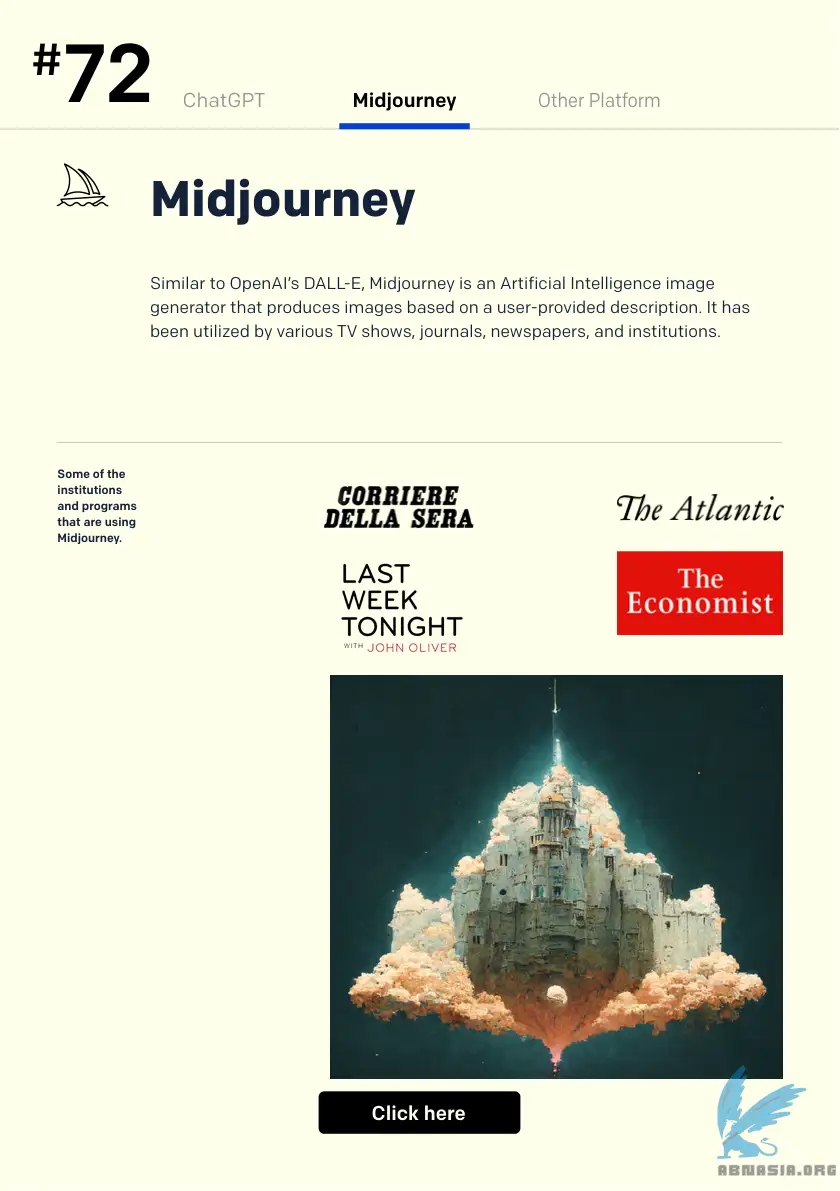 #72
ChatGPT
Midjourney
Other Platform
Midjourney
Similar to OpenAI’s DALL-E, Midjourney is an Artificial Intelligence image
generator that produces images based on a user-provided description. It has
been utilized by various TV shows, journals, newspapers, and institutions.
Some of the
institutions
and programs
that are using
Midjourney.
CORRIERE
DELLA SERA
The Atlantic
LAST
WEEK
TONIGHT
WITH JOHN OLIVER
The
Economist
Click here
ABNASIA.ORG